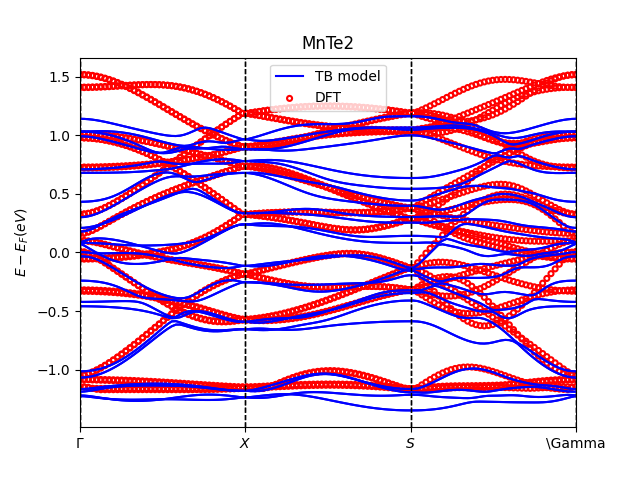 MnTe2
TB model
DFT
E − E_F(eV)
1.5
1.0
0.5
0.0
−0.5
−1.0
Γ X S \Gamma